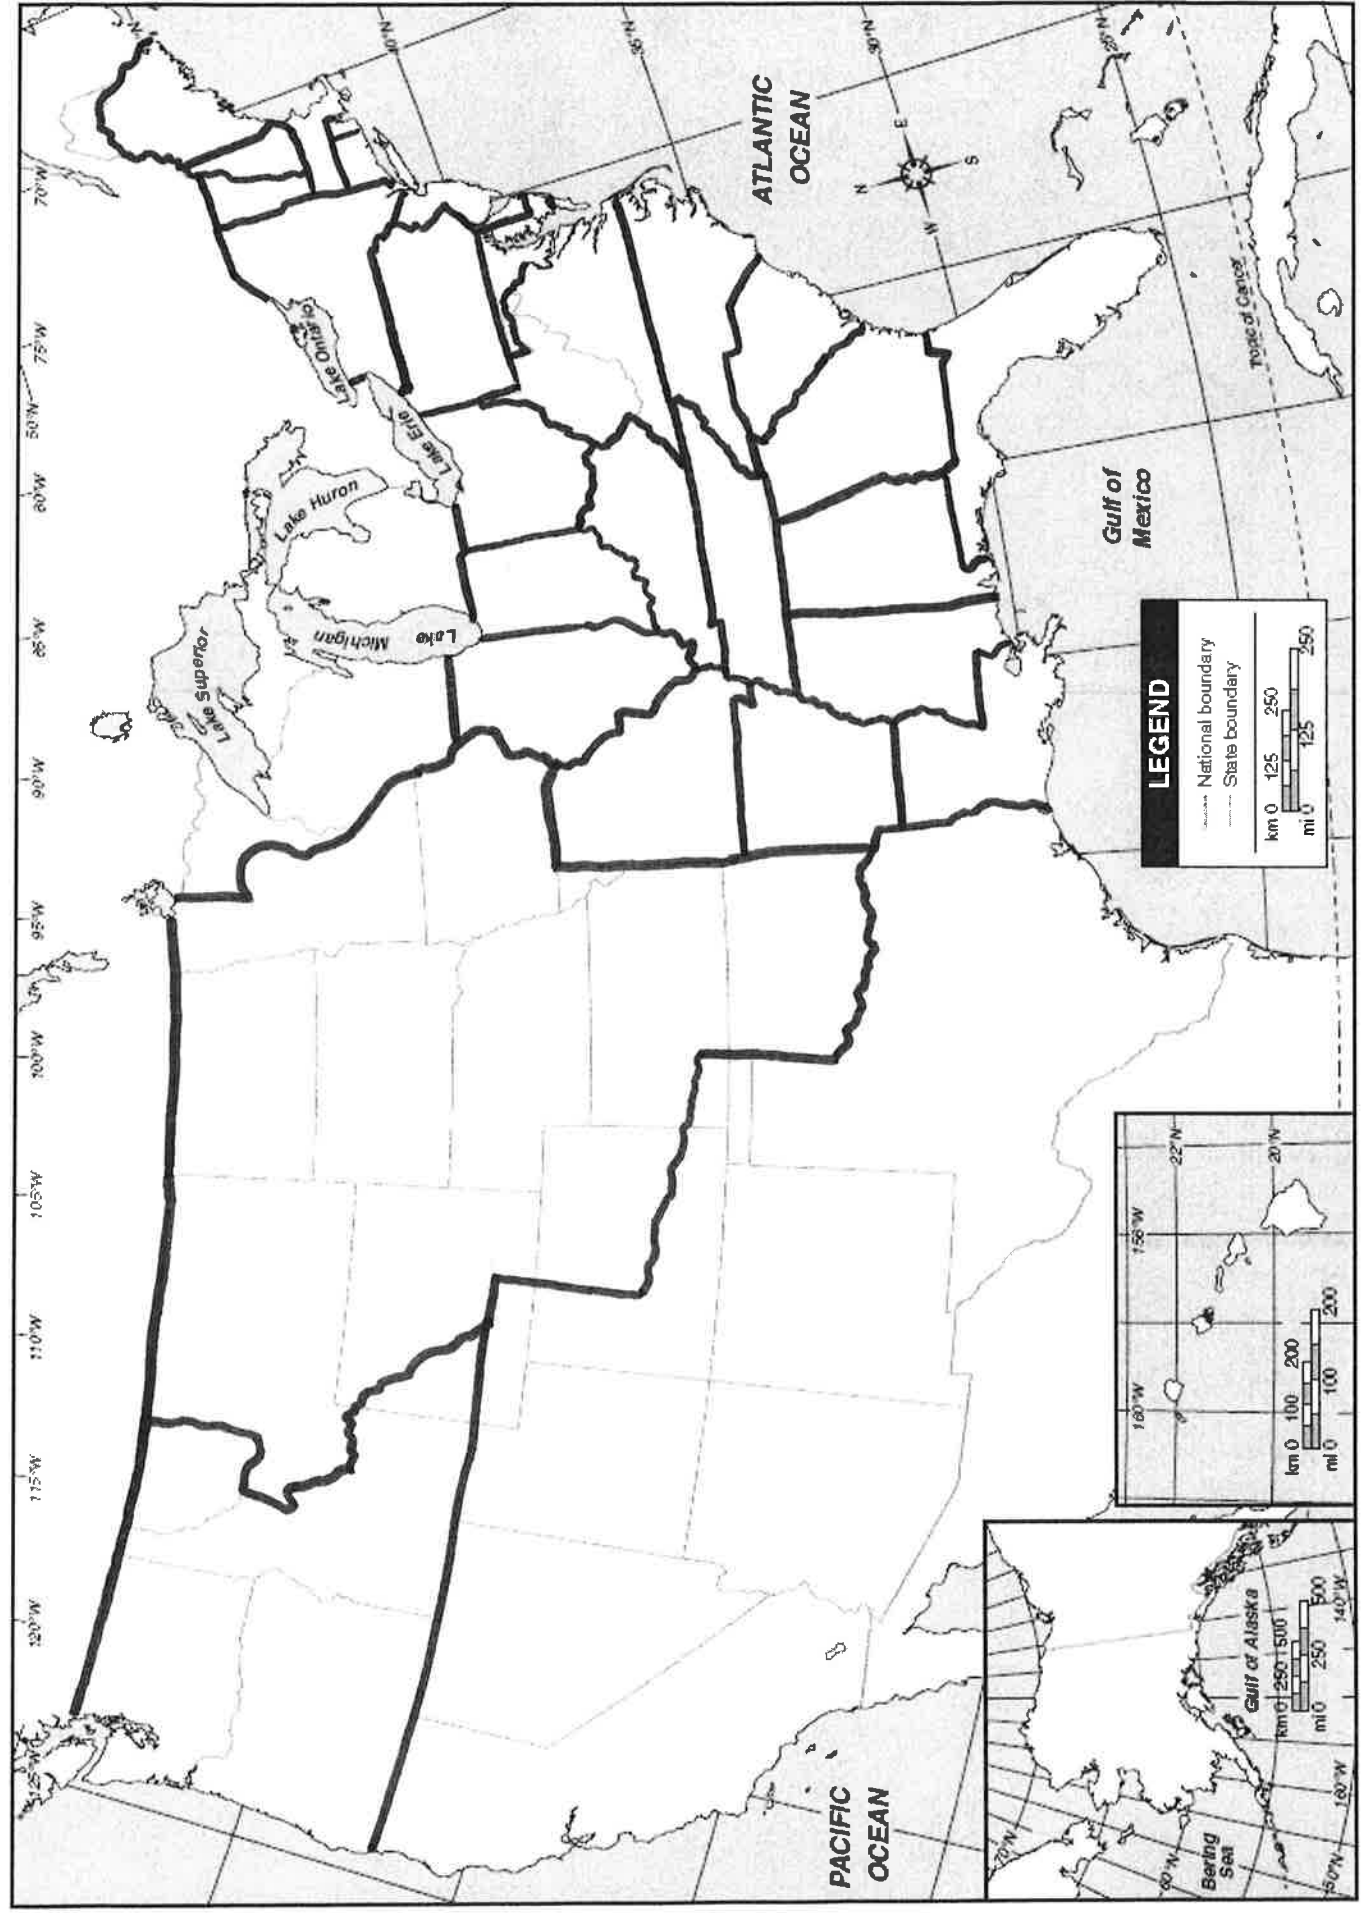 125°W
120°W
115°W
110°W
105°W
100°W
95°W
90°W
85°W
80°W
50°N
75°W
70°W
40°N
35°N
30°N
25°N
Lake Superior
Lake
Michigan
Lake Huron
Lake Erie
Lake Ontario
ATLANTIC
OCEAN
N
E
S
W
Tropic of Cancer
Gulf of
Mexico
PACIFIC
OCEAN
LEGEND
National boundary
State boundary
km 0 125 250
mi 0 125 250
22°N
20°N
160°W
156°W
km 0 100 200
mi 0 100 200
70°N
60°N
50°N
Bering
Sea
Gulf of Alaska
km 0 250 500
mi 0 250 500
160°W
140°W